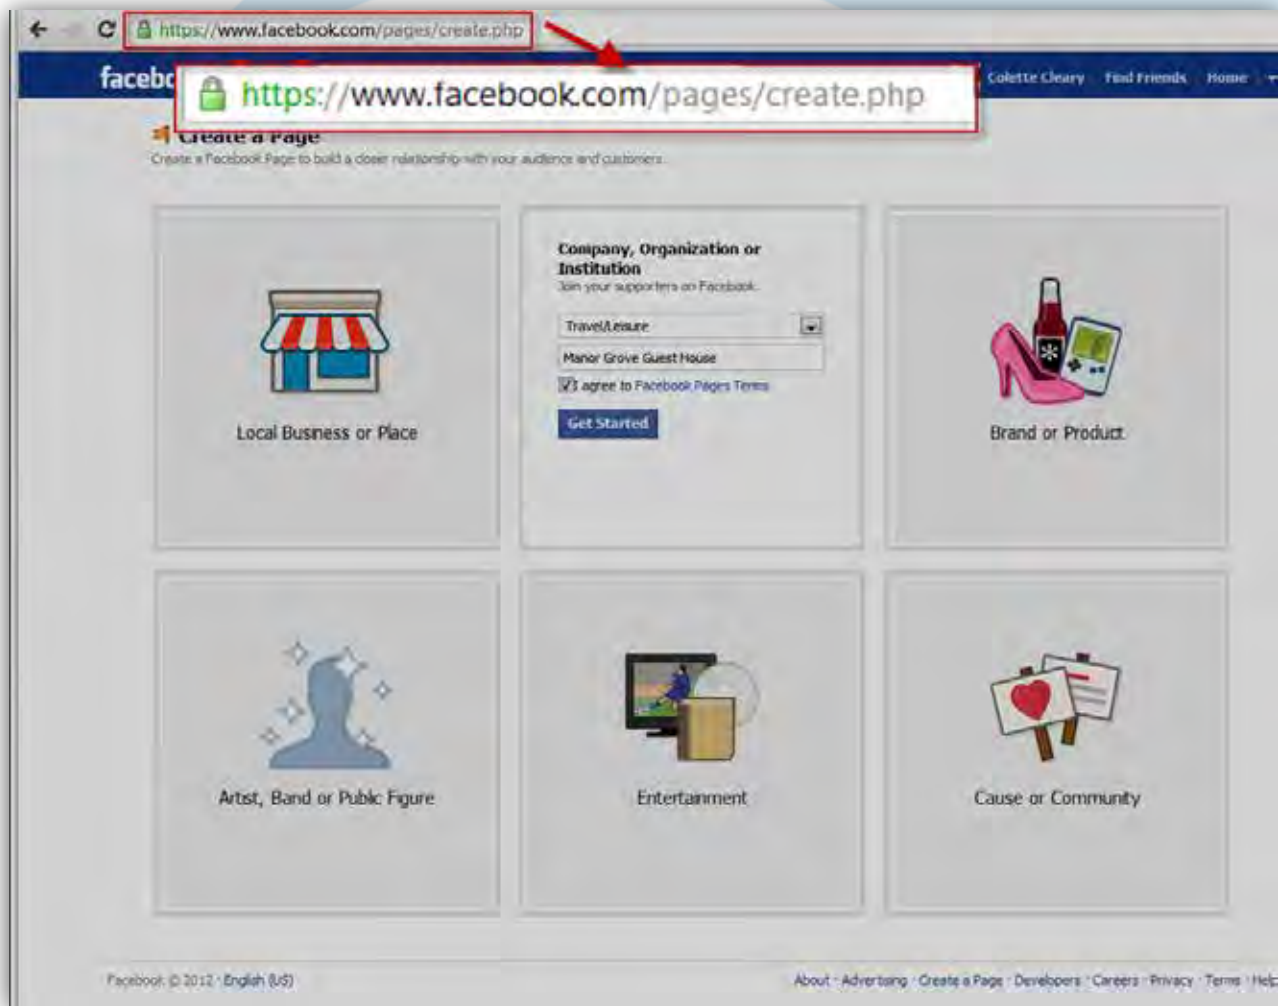 https://www.facebook.com/pages/create.php
facebo
https://www.facebook.com/pages/create.php
Colette Cleary Find Friends Home
Create a Page
Create a Facebook Page to build a closer relationship with your audience and customers.
Company, Organization or
Institution
Join your supporters on Facebook.
Travel/Leisure
Manor Grove Guest House
I agree to Facebook Pages Terms
Get Started
Local Business or Place
Brand or Product
Artist, Band or Public Figure
Entertainment
Cause or Community
Facebook © 2012 · English (US)
About · Advertising · Create a Page · Developers · Careers · Privacy · Terms · Help